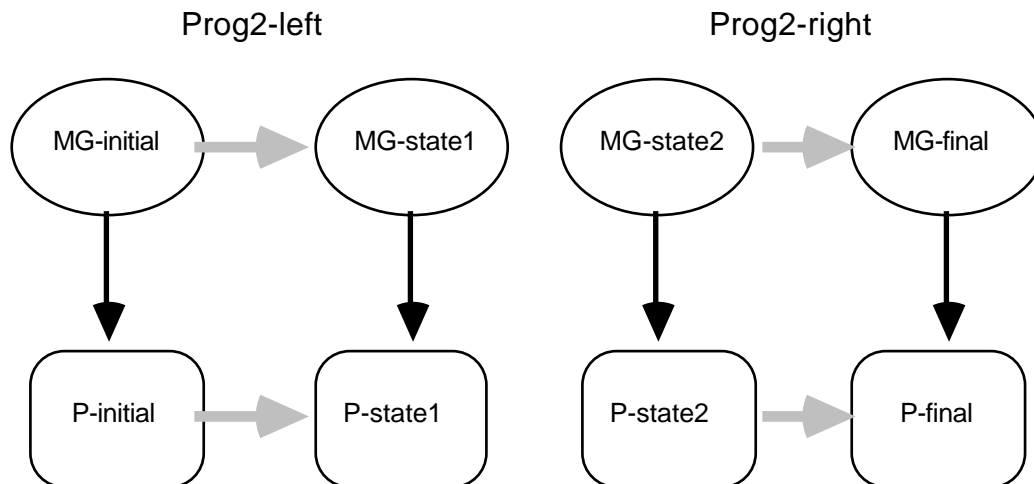 Prog2-left
Prog2-right
MG-initial
MG-state1
MG-state2
MG-final
P-initial
P-state1
P-state2
P-final